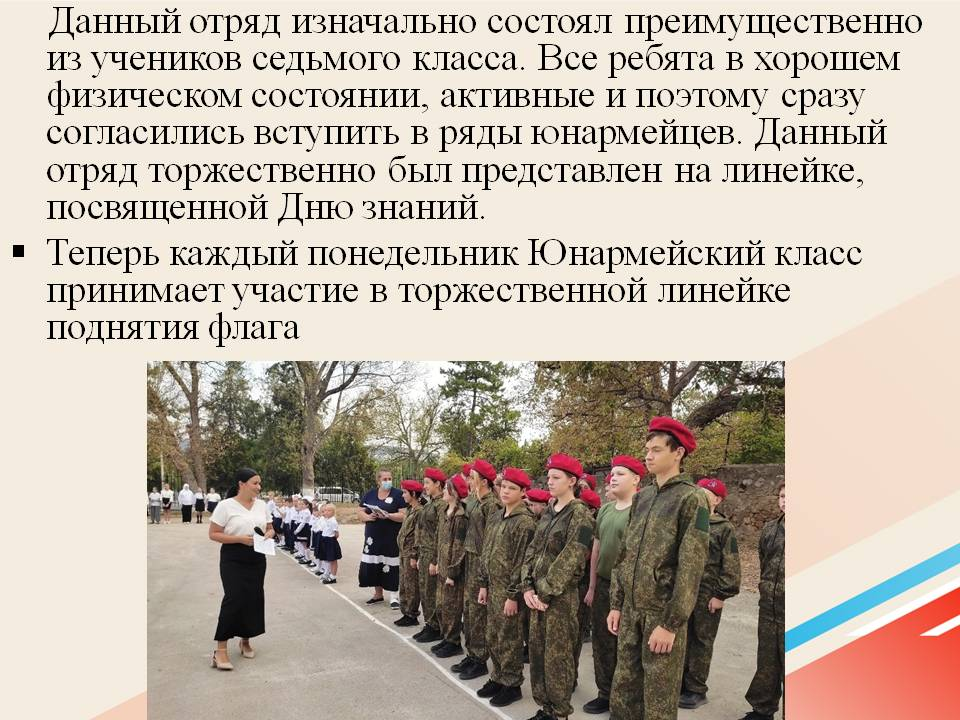 Данный отряд изначально состоял преимущественно
из учеников седьмого класса. Все ребята в хорошем
физическом состоянии, активные и поэтому сразу
согласились вступить в ряды юнармейцев. Данный
отряд торжественно был представлен на линейке,
посвященной Дню знаний.
Теперь каждый понедельник Юнармейский класс
принимает участие в торжественной линейке
поднятия флага